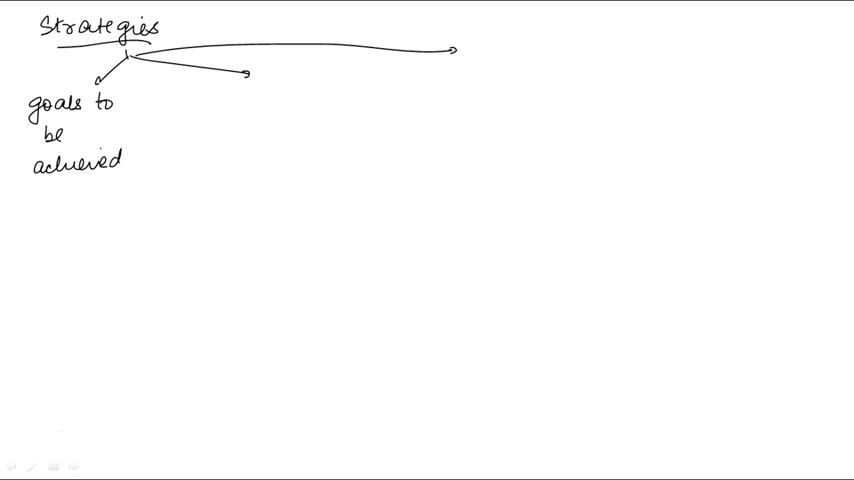 Strategies
goals to
be
achieved